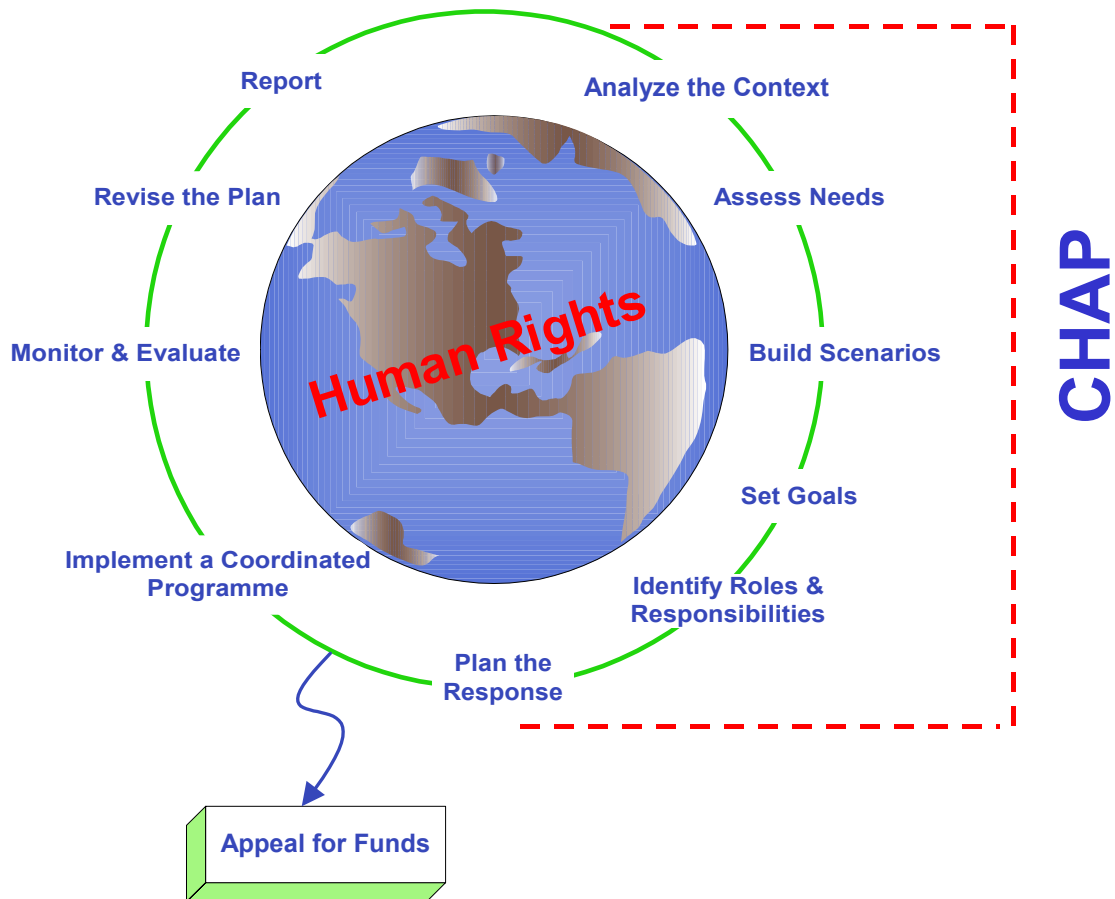 Report
Analyze the Context
Revise the Plan
Assess Needs
CHAP
Human Rights
Monitor & Evaluate
Build Scenarios
Set Goals
Implement a Coordinated
Programme
Identify Roles &
Responsibilities
Plan the
Response
Appeal for Funds